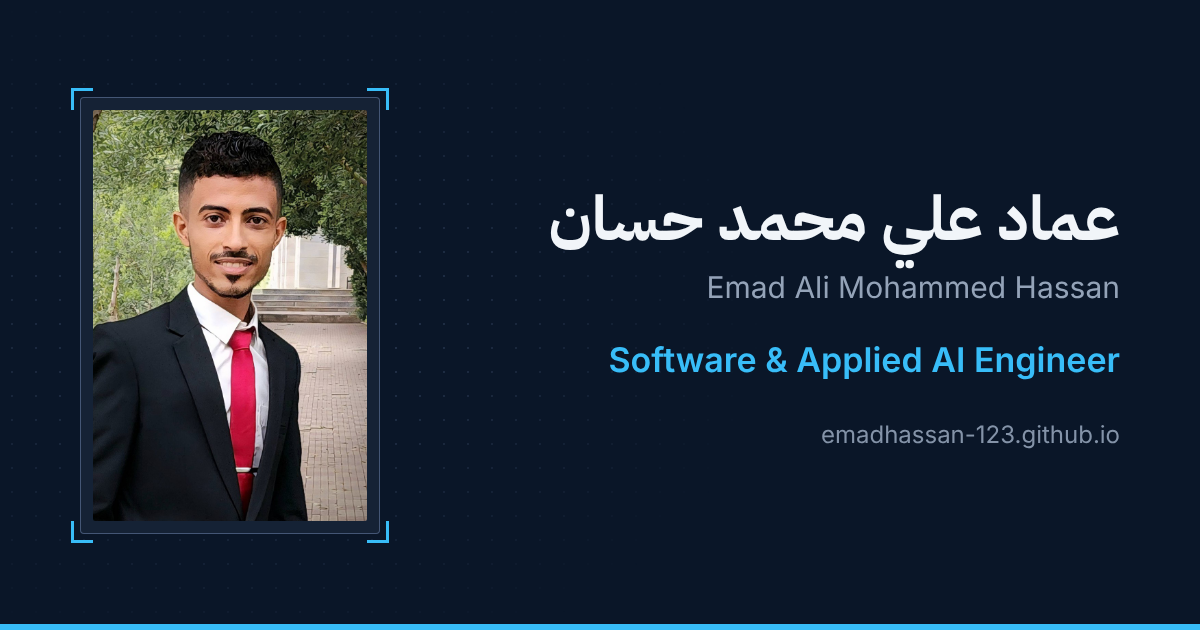 عماد علي محمد حسان
Emad Ali Mohammed Hassan
Software & Applied AI Engineer
emadhassan-123.github.io